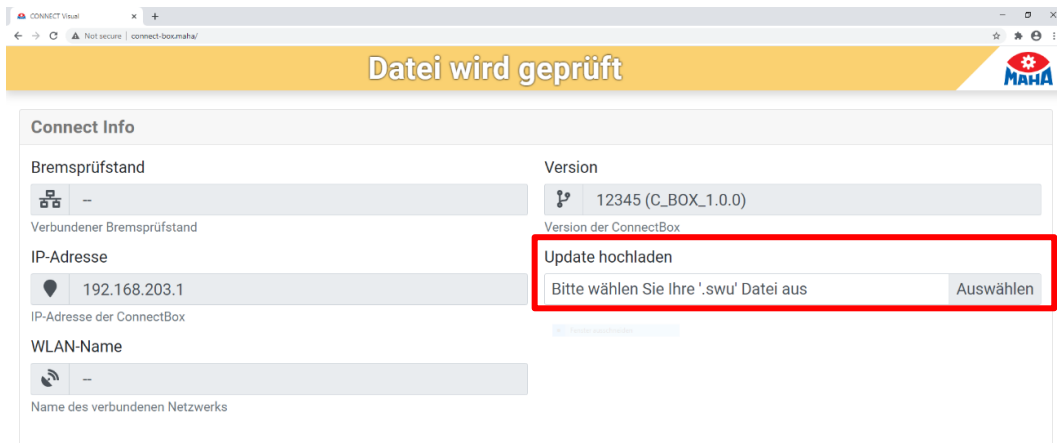 CONNECT Visual
Not secure | connect-box.maha/
Datei wird geprüft
MAHA
Connect Info
Bremsprüfstand
--
Verbundener Bremsprüfstand
IP-Adresse
192.168.203.1
IP-Adresse der ConnectBox
WLAN-Name
--
Name des verbundenen Netzwerks
Version
12345 (C_BOX_1.0.0)
Version der ConnectBox
Update hochladen
Bitte wählen Sie Ihre '.swu' Datei aus
Auswählen